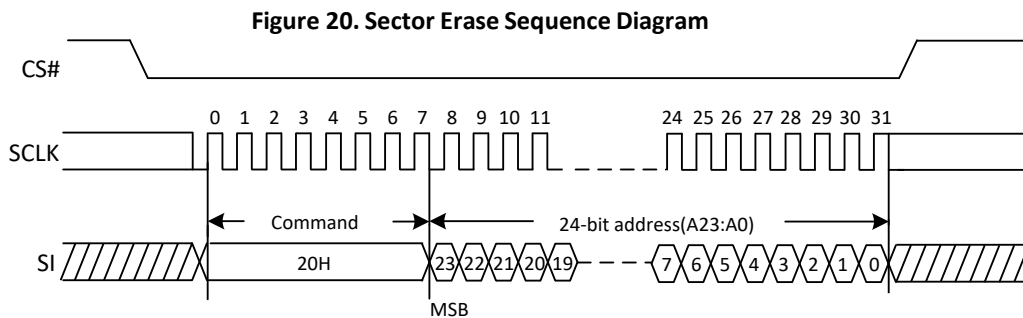 Figure 20. Sector Erase Sequence Diagram
CS#
0 1 2 3 4 5 6 7 8 9 10 11 24 25 26 27 28 29 30 31
SCLK
Command 24-bit address(A23:A0)
SI 20H 23 22 21 20 19 7 6 5 4 3 2 1 0
MSB